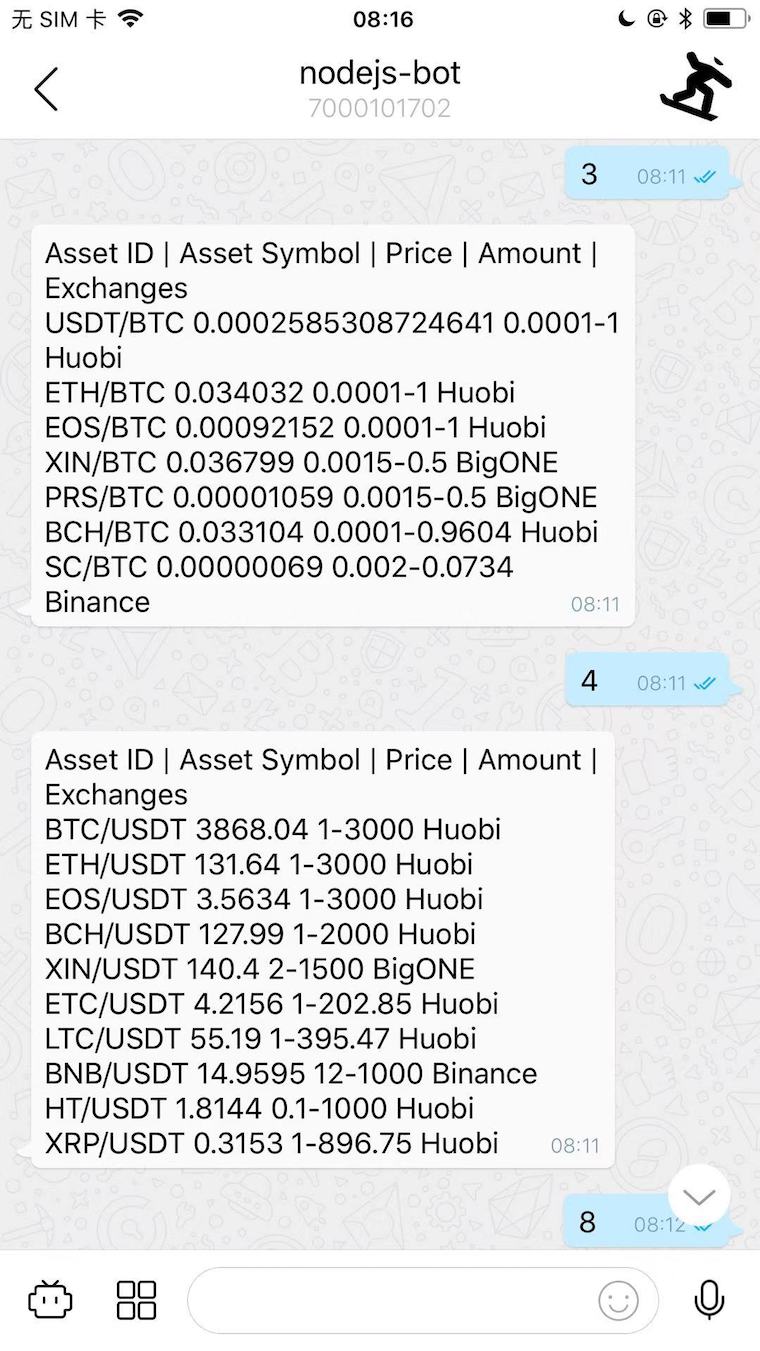 无 SIM 卡
08:16
nodejs-bot
7000101702
3 08:11
Asset ID | Asset Symbol | Price | Amount |
Exchanges
USDT/BTC 0.0002585308724641 0.0001-1
Huobi
ETH/BTC 0.034032 0.0001-1 Huobi
EOS/BTC 0.00092152 0.0001-1 Huobi
XIN/BTC 0.036799 0.0015-0.5 BigONE
PRS/BTC 0.00001059 0.0015-0.5 BigONE
BCH/BTC 0.033104 0.0001-0.9604 Huobi
SC/BTC 0.00000069 0.002-0.0734
Binance 08:11
4 08:11
Asset ID | Asset Symbol | Price | Amount |
Exchanges
BTC/USDT 3868.04 1-3000 Huobi
ETH/USDT 131.64 1-3000 Huobi
EOS/USDT 3.5634 1-3000 Huobi
BCH/USDT 127.99 1-2000 Huobi
XIN/USDT 140.4 2-1500 BigONE
ETC/USDT 4.2156 1-202.85 Huobi
LTC/USDT 55.19 1-395.47 Huobi
BNB/USDT 14.9595 12-1000 Binance
HT/USDT 1.8144 0.1-1000 Huobi
XRP/USDT 0.3153 1-896.75 Huobi 08:11
8 08:12